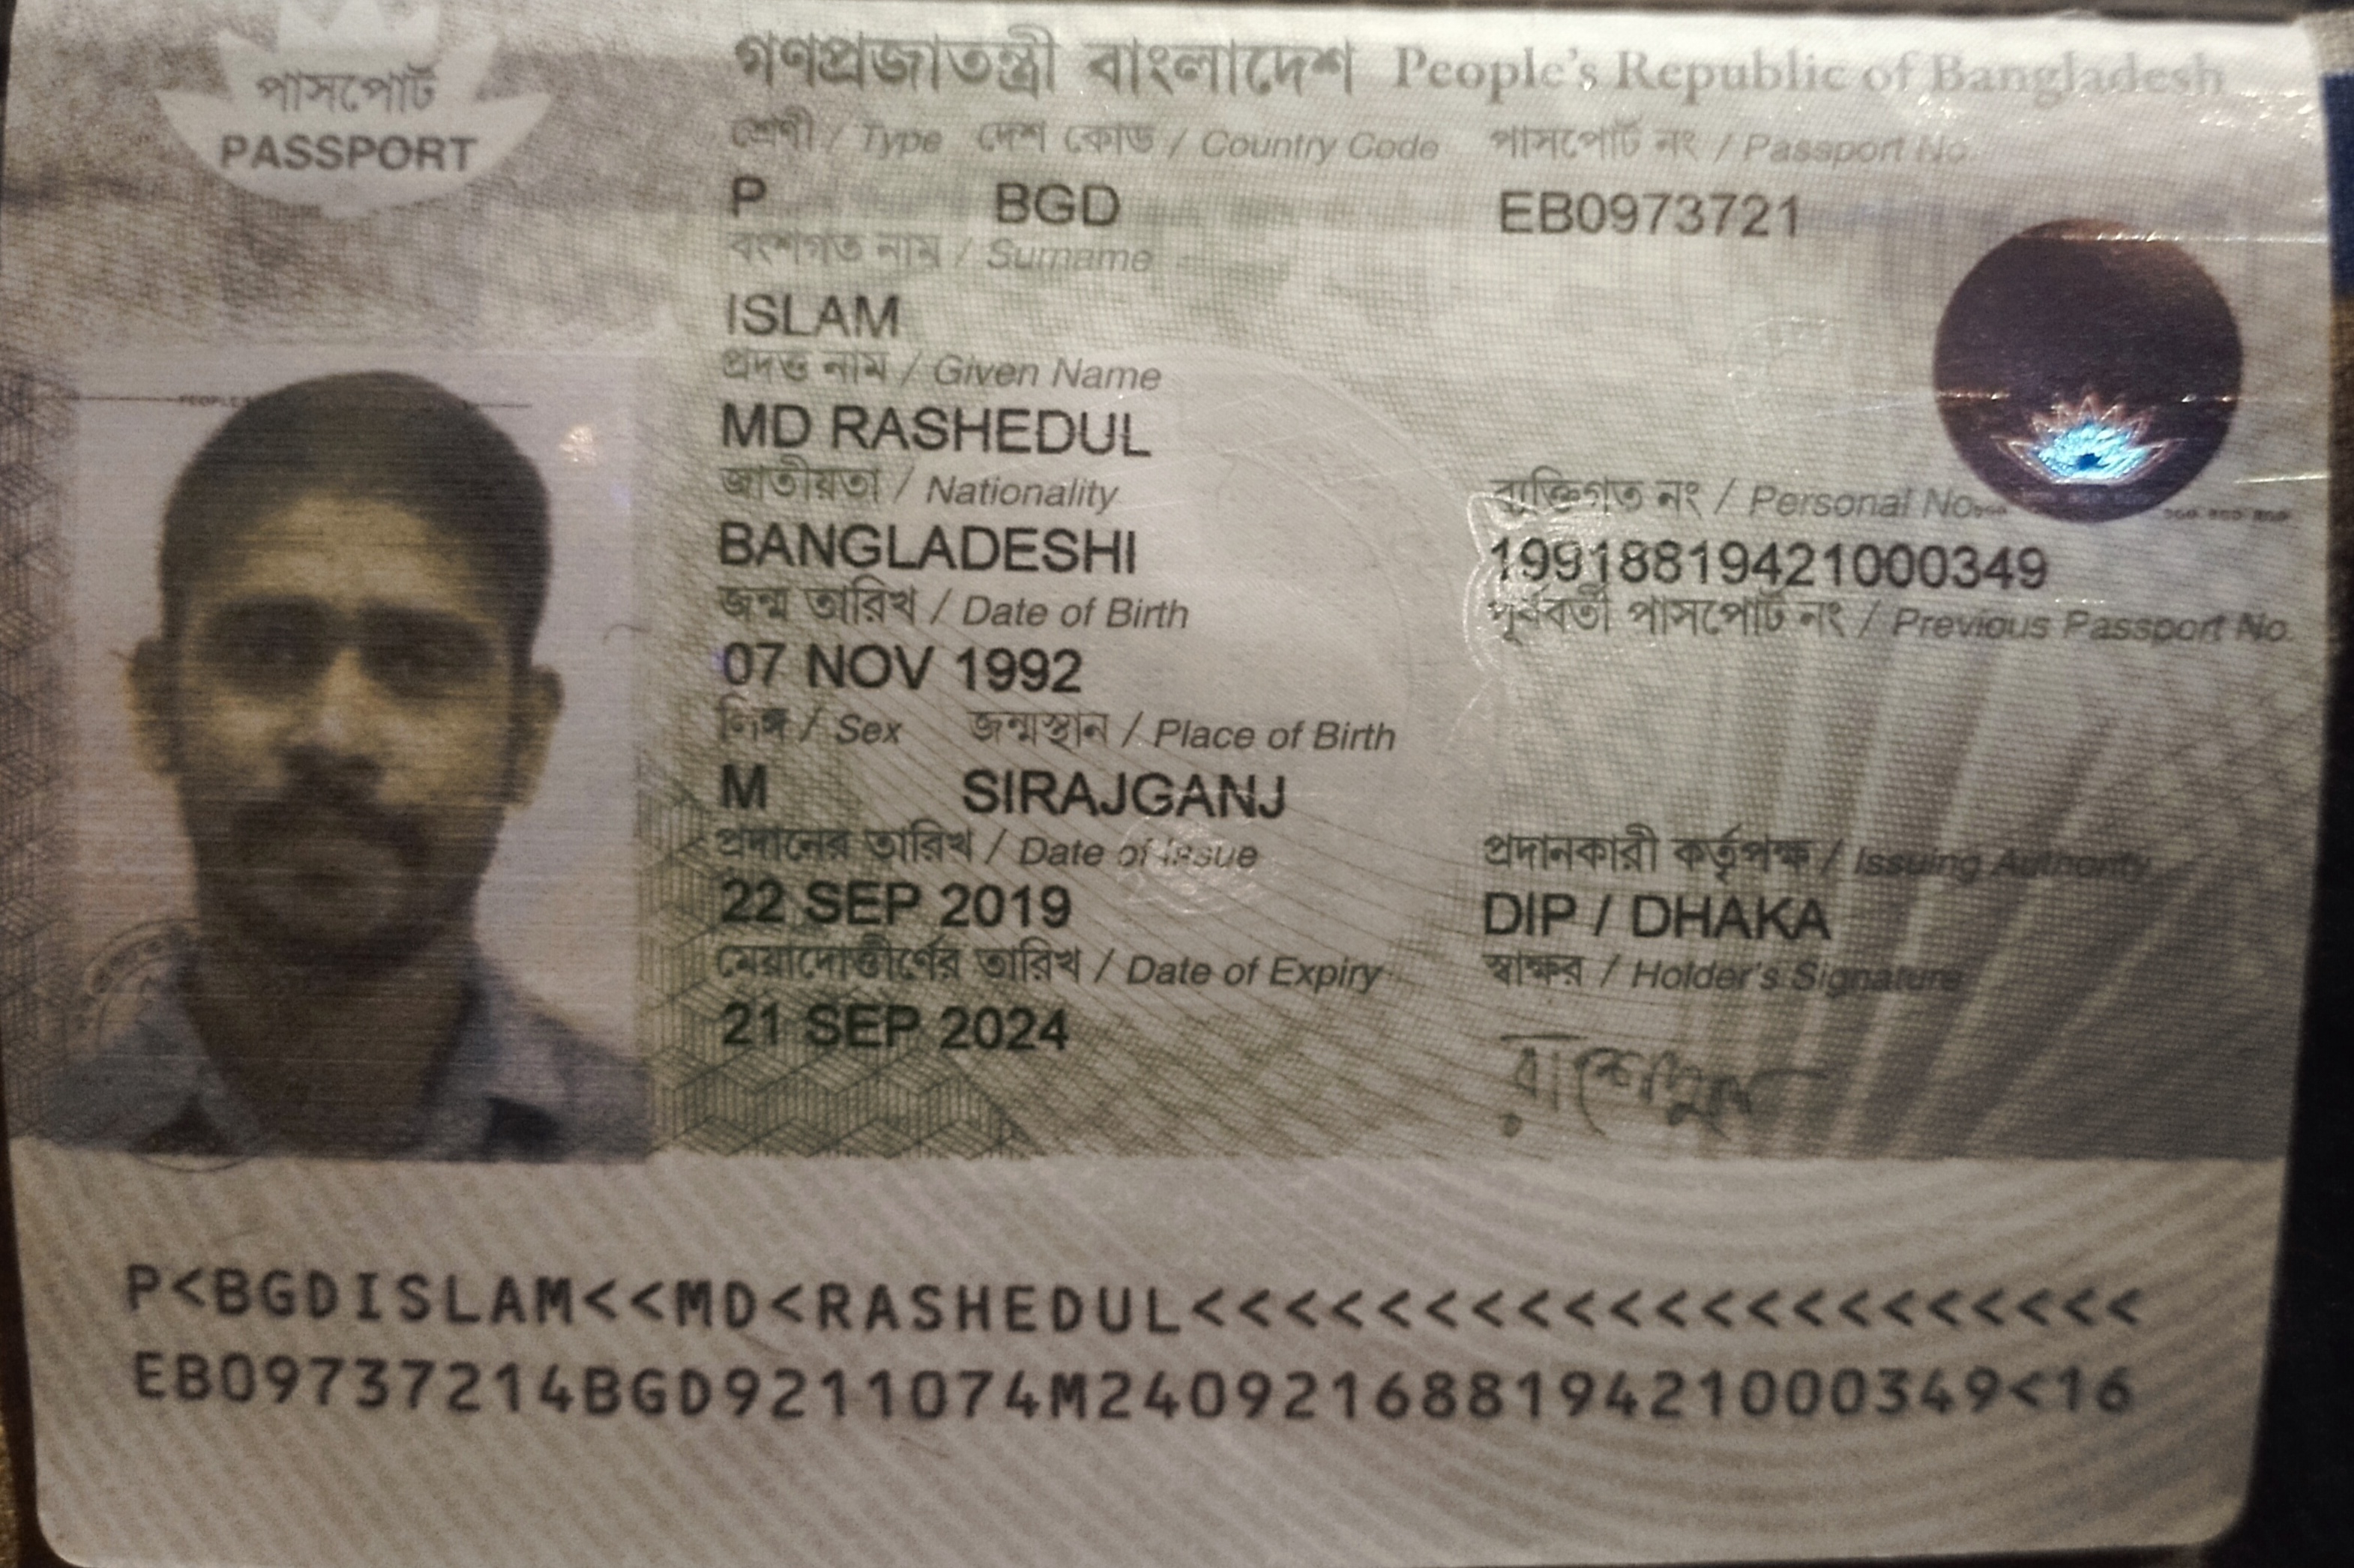 পাসপোর্ট
PASSPORT
গণপ্রজাতন্ত্রী বাংলাদেশ People's Republic of Bangladesh
শ্রেণী / Type দেশ কোড / Country Code পাসপোর্ট নং / Passport No.
P BGD EB0973721
বংশগত নাম / Surname
ISLAM
প্রদত্ত নাম / Given Name
MD RASHEDUL
জাতীয়তা / Nationality ব্যক্তিগত নং / Personal No.
BANGLADESHI 19918819421000349
জন্ম তারিখ / Date of Birth পূর্ববর্তী পাসপোর্ট নং / Previous Passport No.
07 NOV 1992
লিঙ্গ / Sex জন্মস্থান / Place of Birth
M SIRAJGANJ
প্রদানের তারিখ / Date of Issue প্রদানকারী কর্তৃপক্ষ / Issuing Authority
22 SEP 2019 DIP / DHAKA
মেয়াদোত্তীর্ণের তারিখ / Date of Expiry স্বাক্ষর / Holder's Signature
21 SEP 2024
রাশেদুল
P<BGDISLAM<<MD<RASHEDUL<<<<<<<<<<<<<<<<<<<<<
EB09737214BGD9211074M24092168819421000349<16